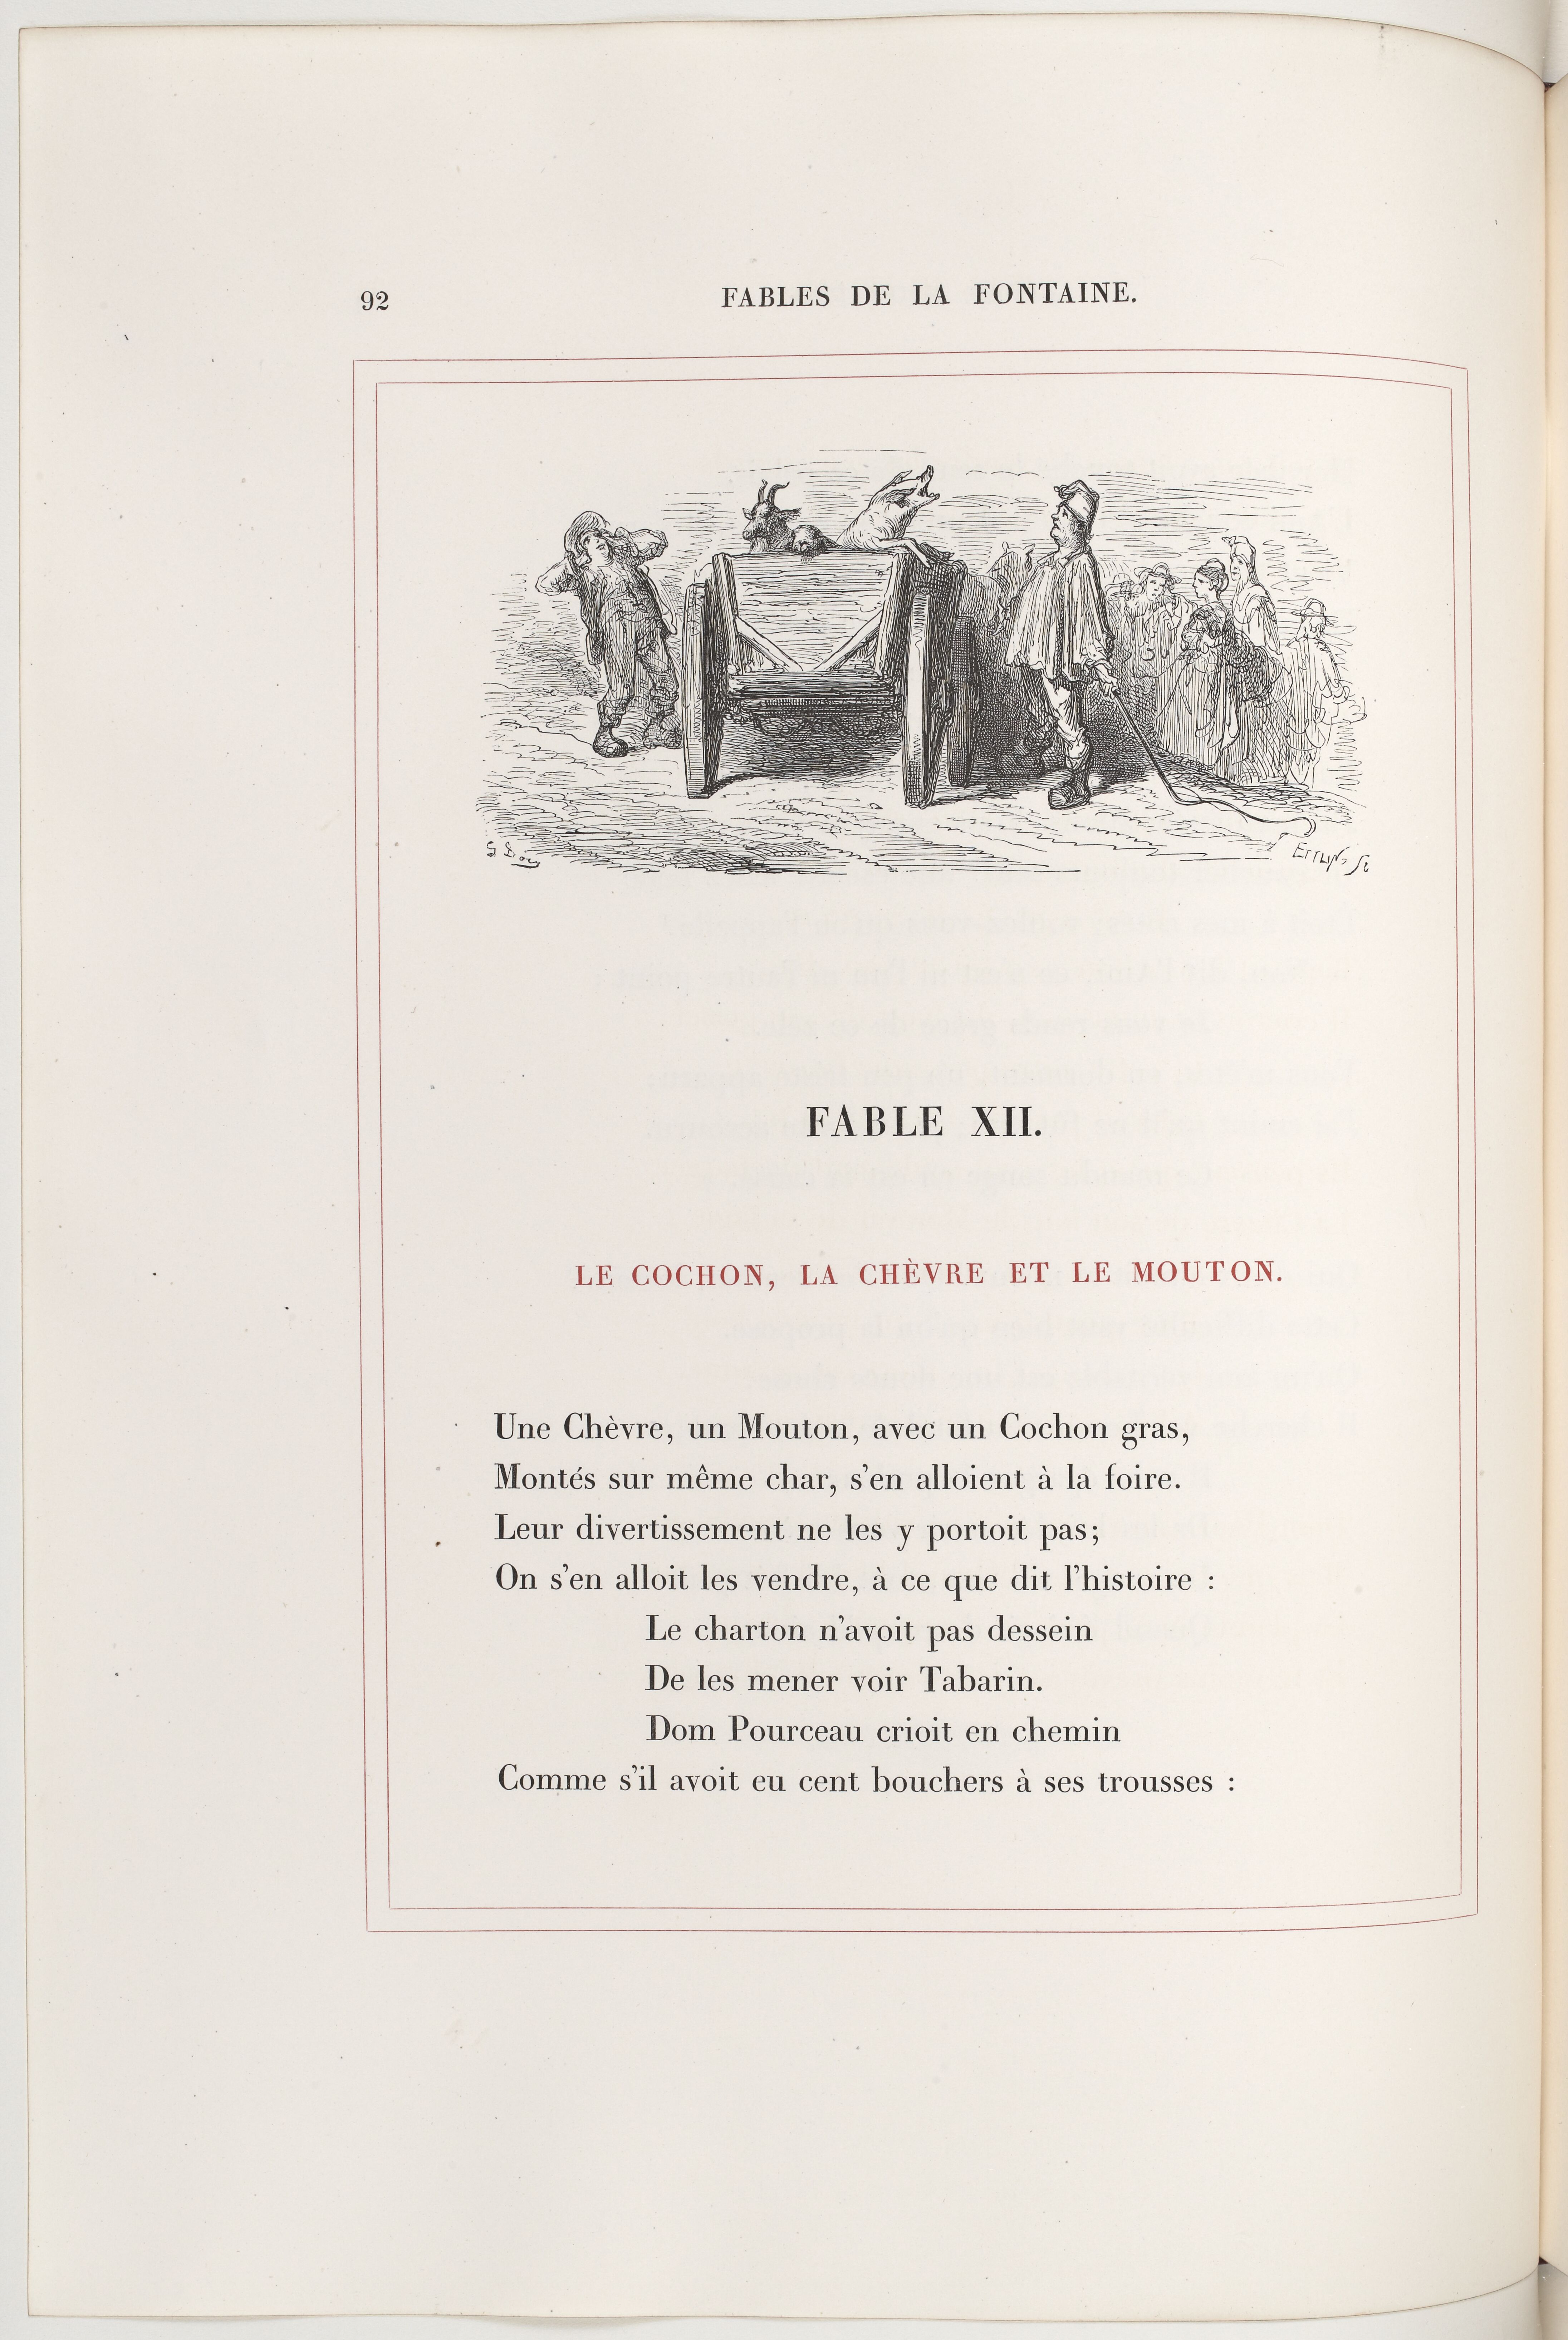 92
FABLES DE LA FONTAINE.
G Doré
FABLE XII.
LE COCHON, LA CHÈVRE ET LE MOUTON.
Une Chèvre, un Mouton, avec un Cochon gras,
Montés sur même char, s'en alloient à la foire.
Leur divertissement ne les y portoit pas;
On s'en alloit les vendre, à ce que dit l'histoire :
Le charton n'avoit pas dessein
De les mener voir Tabarin.
Dom Pourceau crioit en chemin
Comme s'il avoit eu cent bouchers à ses trousses :